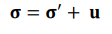 σ = σ′ + u